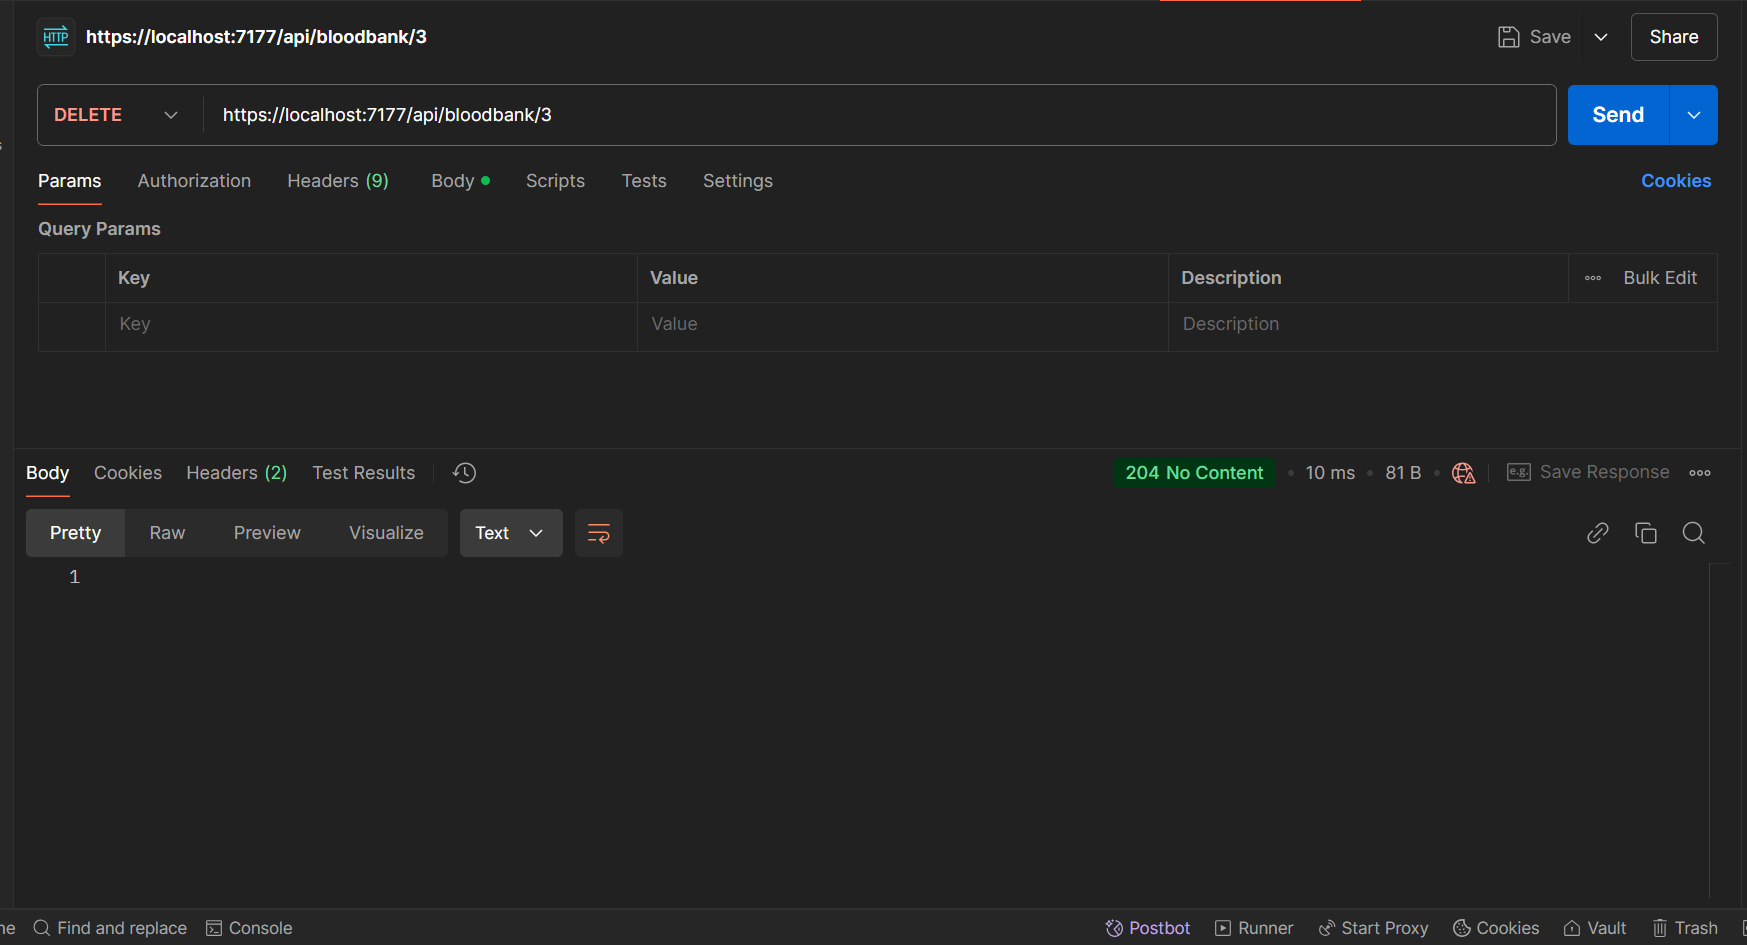 HTTP https://localhost:7177/api/bloodbank/3 Save Share
DELETE https://localhost:7177/api/bloodbank/3 Send
Params Authorization Headers (9) Body Scripts Tests Settings Cookies
Query Params
Key Value Description Bulk Edit
Key Value Description
Body Cookies Headers (2) Test Results 204 No Content 10 ms 81 B e.g. Save Response
Pretty Raw Preview Visualize Text
1
ne Find and replace Console Postbot Runner Start Proxy Cookies Vault Trash